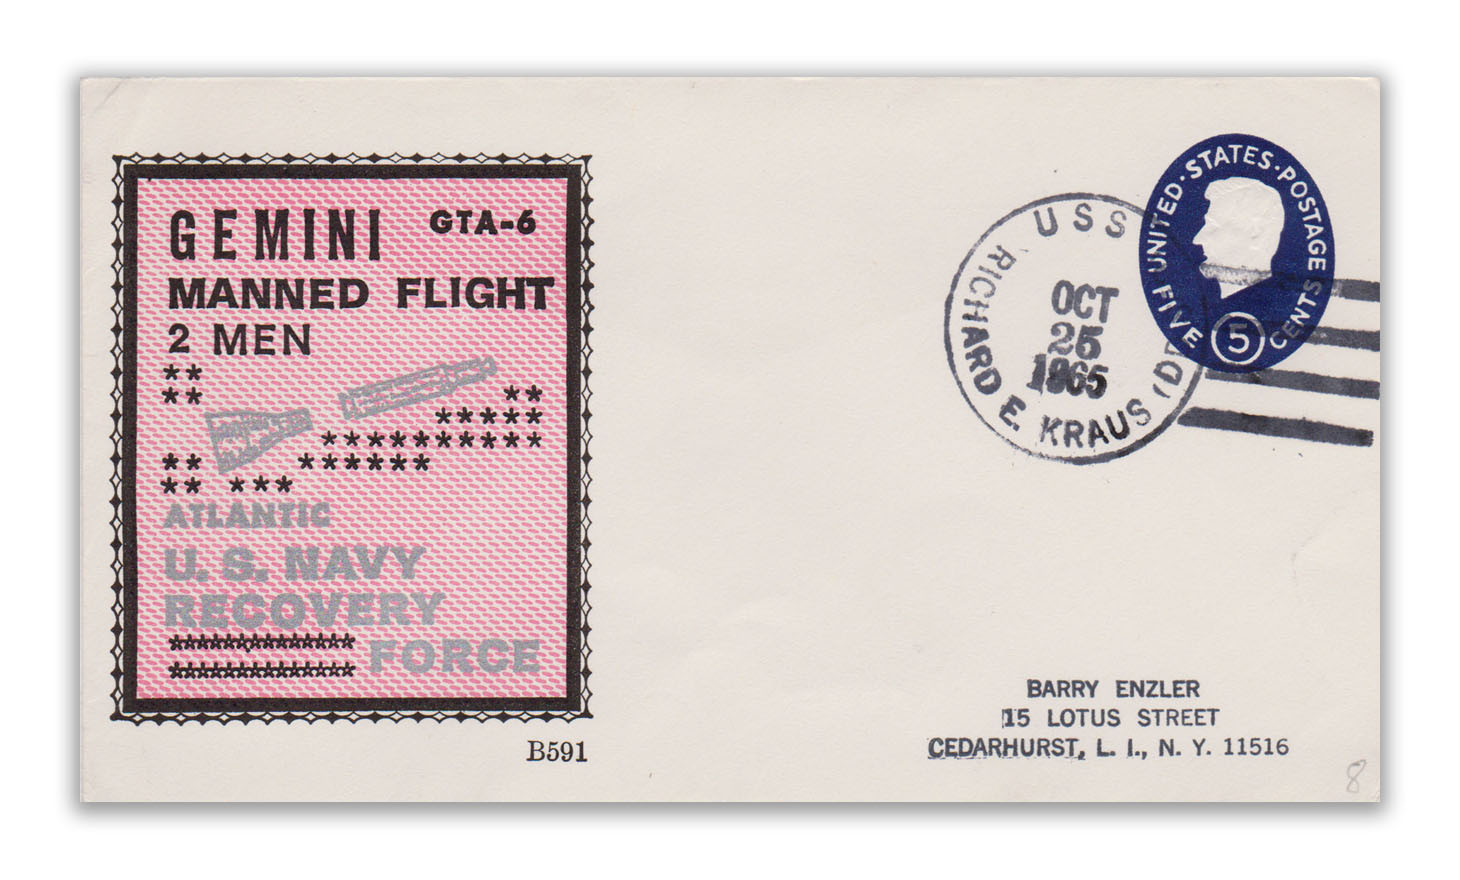 GEMINI GTA-6
MANNED FLIGHT
2 MEN
**
**
**
*****
**********
** ******
** ***
ATLANTIC
U. S. NAVY
RECOVERY
FORCE
B591
USS RICHARD E. KRAUS
OCT
25
1965
UNITED·STATES·POSTAGE
FIVE 5 CENTS
BARRY ENZLER
15 LOTUS STREET
CEDARHURST, L. I., N. Y. 11516
8